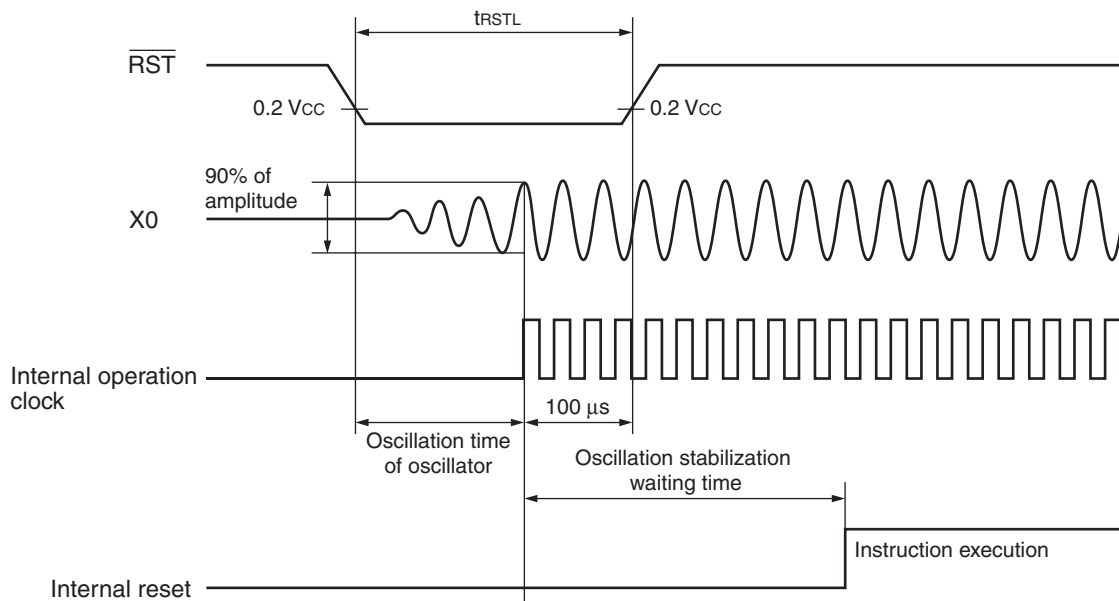 tRSTL
RST
0.2 VCC
0.2 VCC
90% of
amplitude
X0
Internal operation
clock
100 μs
Oscillation time
of oscillator
Oscillation stabilization
waiting time
Instruction execution
Internal reset